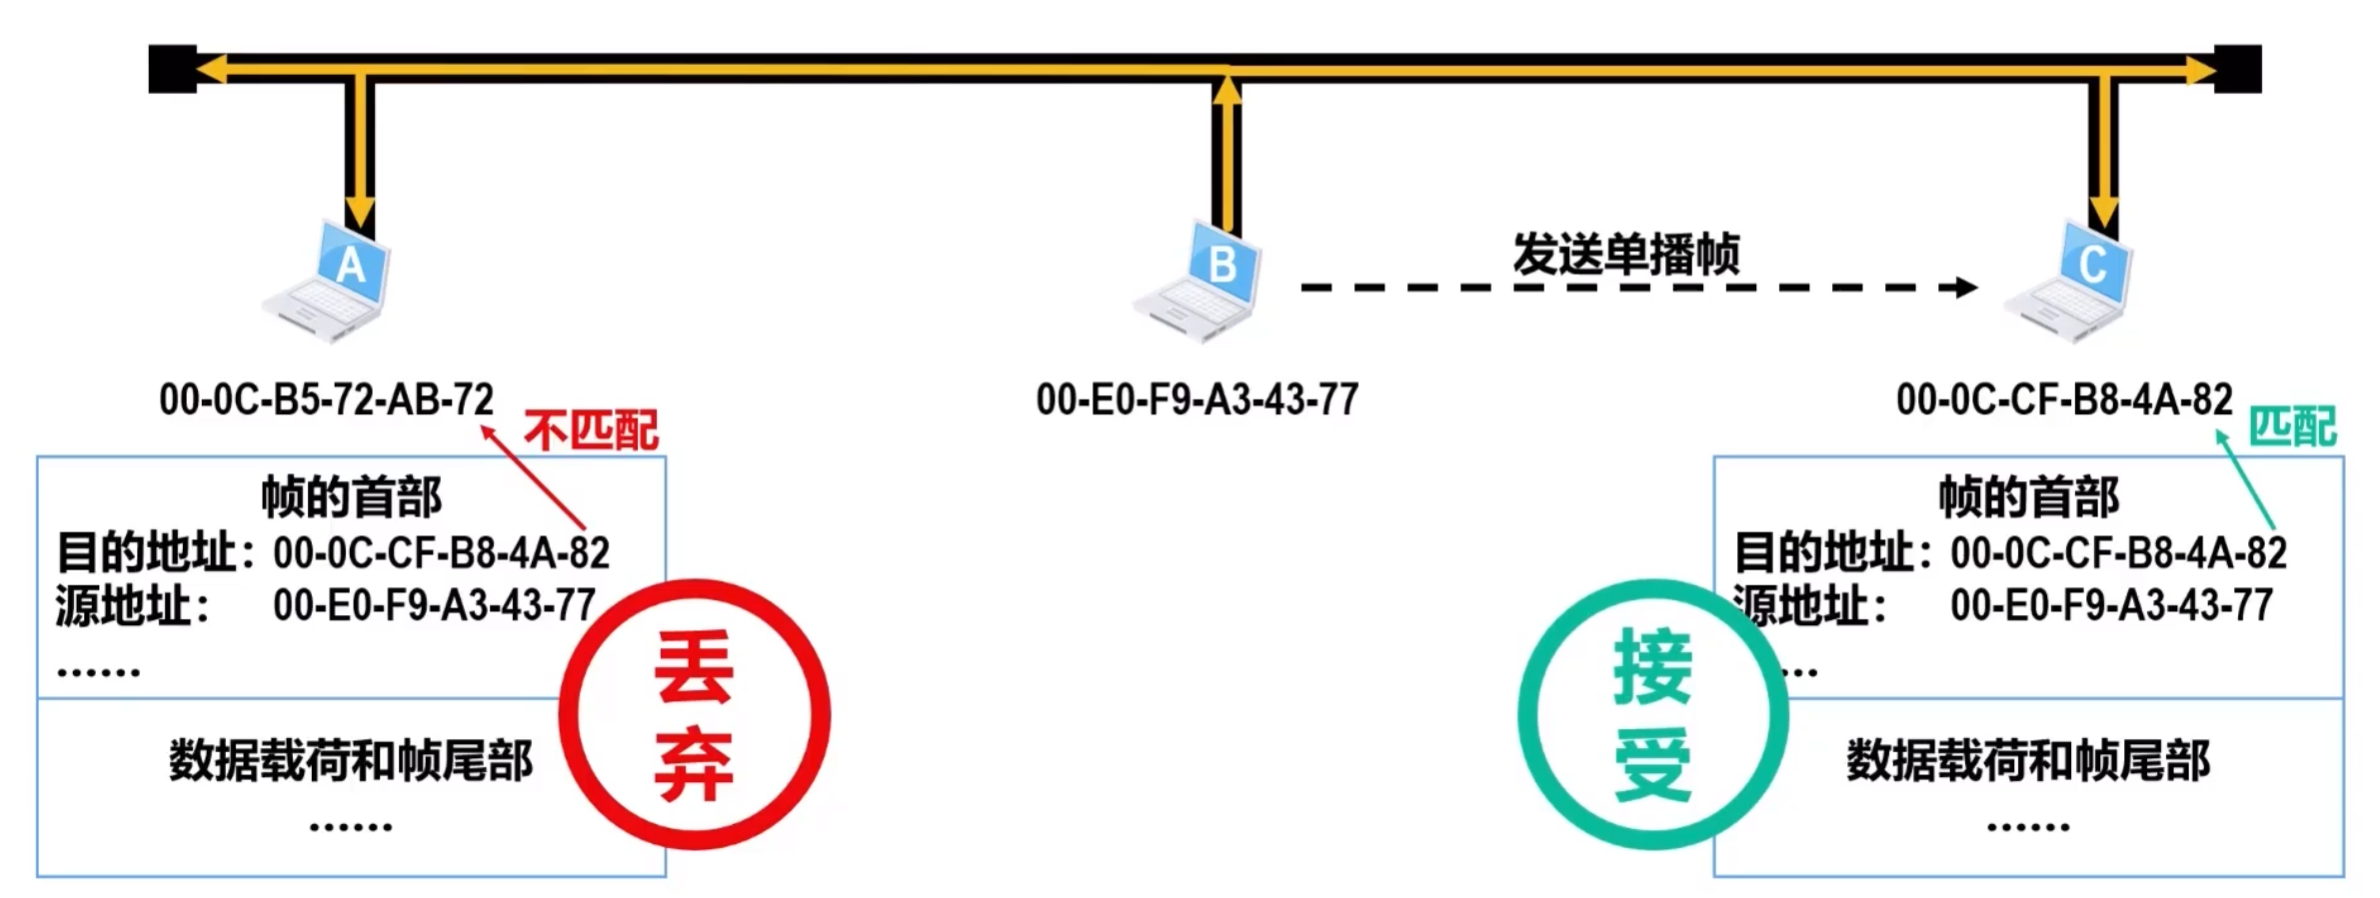 A
B
C
发送单播帧
00-0C-B5-72-AB-72
00-E0-F9-A3-43-77
00-0C-CF-B8-4A-82
不匹配
帧的首部
目的地址：00-0C-CF-B8-4A-82
源地址： 00-E0-F9-A3-43-77
......
数据载荷和帧尾部
......
丢弃
匹配
帧的首部
目的地址：00-0C-CF-B8-4A-82
源地址： 00-E0-F9-A3-43-77
...
数据载荷和帧尾部
......
接受